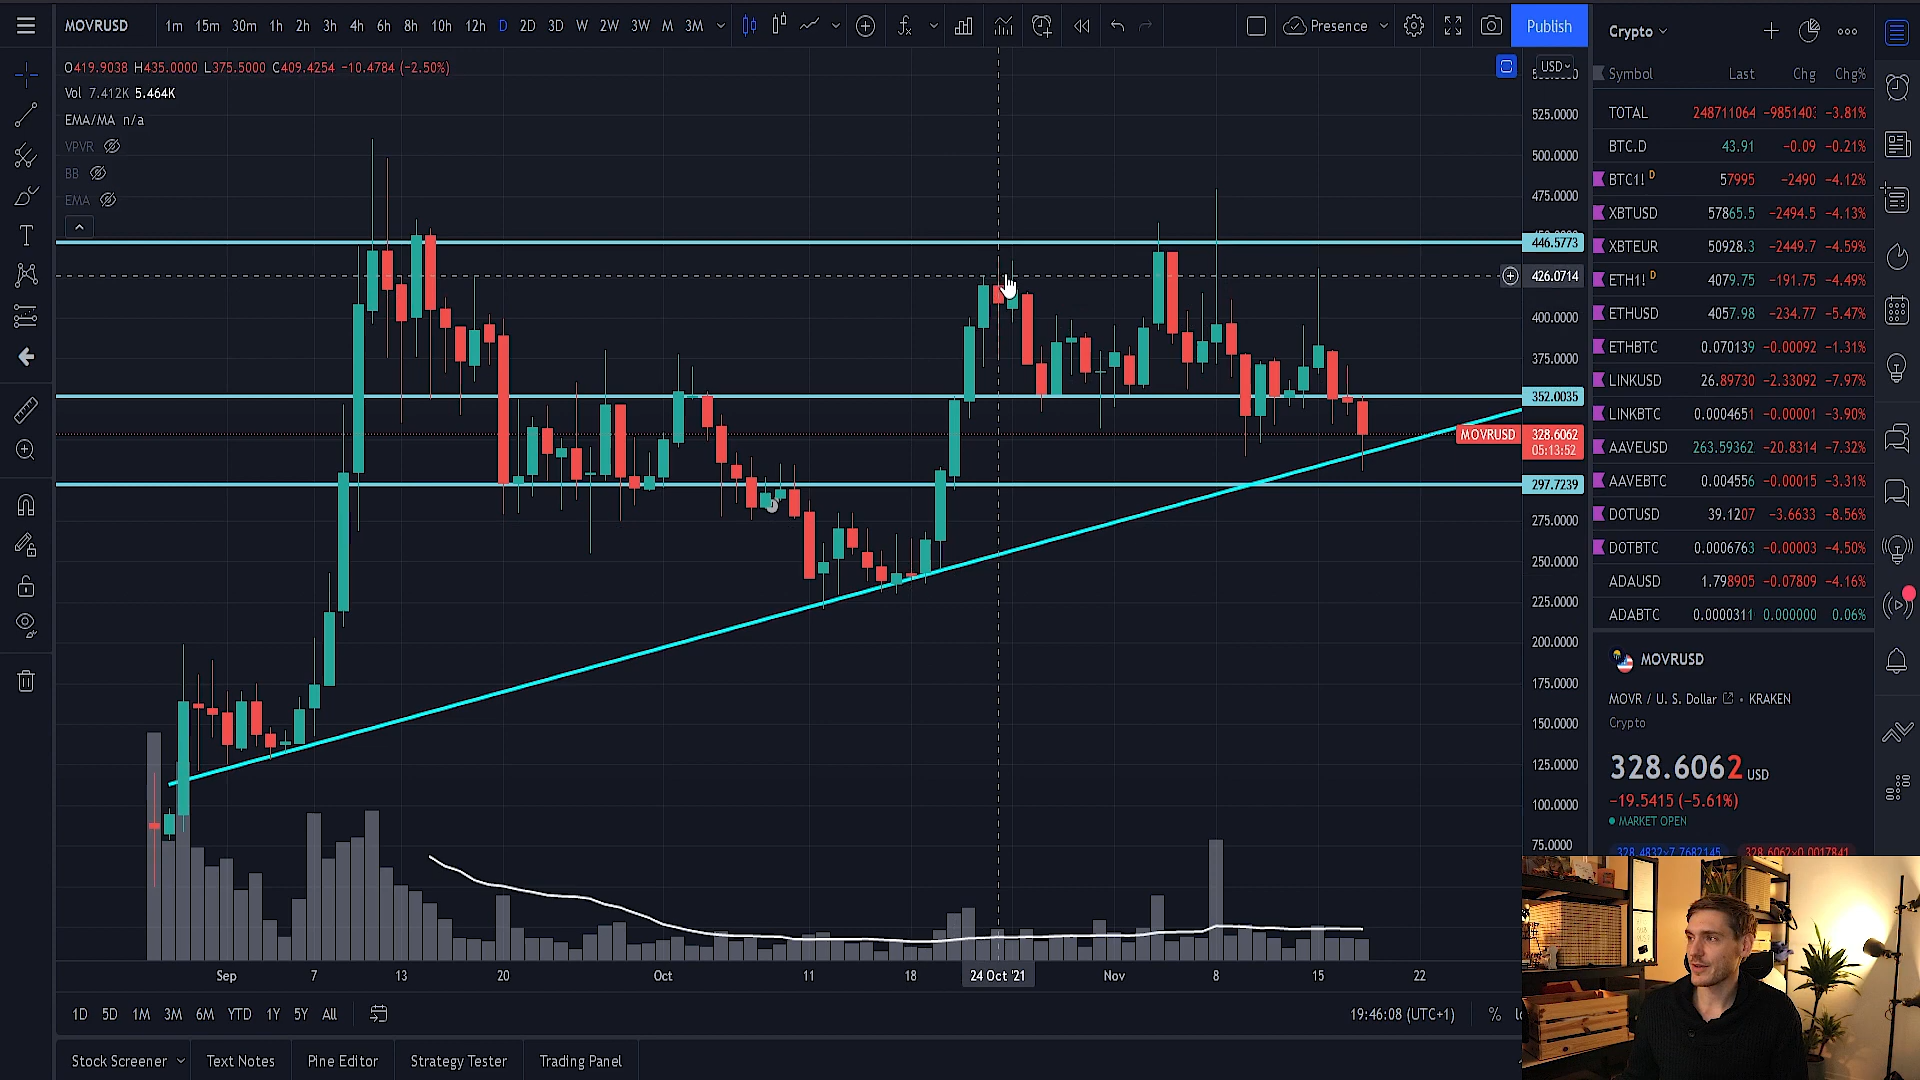 MOVRUSD 1m 15m 30m 1h 2h 3h 4h 6h 8h 10h 12h D 2D 3D W 2W 3W M 3M Presence Publish
O419.9038 H435.0000 L375.5000 C409.4254 −10.4784 (−2.50%)
Vol 7.412K 5.464K
EMA/MA n/a
VPVR
BB
EMA
USD
525.0000
500.0000
475.0000
446.5773
426.0714
400.0000
375.0000
352.0035
MOVRUSD 328.6062
05:13:52
297.7239
275.0000
250.0000
225.0000
200.0000
175.0000
150.0000
125.0000
100.0000
75.0000
Sep 7 13 20 Oct 11 18 24 Oct '21 Nov 8 15 22
1D 5D 1M 3M 6M YTD 1Y 5Y All
19:46:08 (UTC+1) %
Stock Screener Text Notes Pine Editor Strategy Tester Trading Panel
Crypto
Symbol Last Chg Chg%
TOTAL 248711064 −985140 −3.81%
BTC.D 43.91 −0.09 −0.21%
BTC1! D 57995 −2490 −4.12%
XBTUSD 57865.5 −2494.5 −4.13%
XBTEUR 50928.3 −2449.7 −4.59%
ETH1! D 4079.75 −191.75 −4.49%
ETHUSD 4057.98 −234.77 −5.47%
ETHBTC 0.070139 −0.00092 −1.31%
LINKUSD 26.89730 −2.33092 −7.97%
LINKBTC 0.0004651 −0.00001 −3.90%
AAVEUSD 263.59362 −20.8314 −7.32%
AAVEBTC 0.004556 −0.00015 −3.31%
DOTUSD 39.1207 −3.6633 −8.56%
DOTBTC 0.0006763 −0.00003 −4.50%
ADAUSD 1.798905 −0.07809 −4.16%
ADABTC 0.0000311 0.000000 0.06%
MOVRUSD
MOVR / U. S. Dollar • KRAKEN
Crypto
328.6062 USD
−19.5415 (−5.61%)
MARKET OPEN
328.4832×7.7682145 328.6062×0.0017841